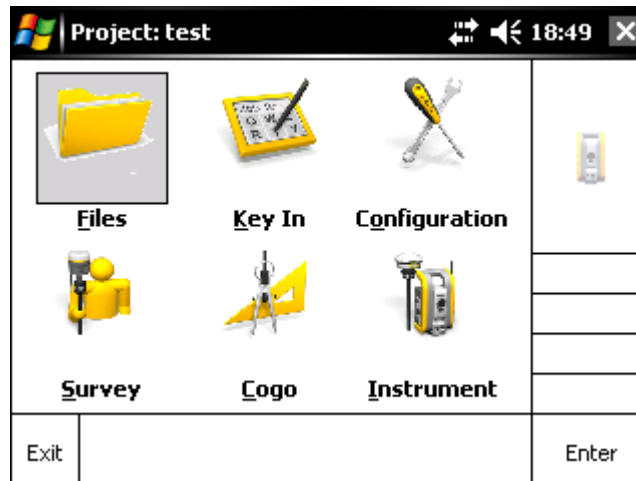 Project: test 18:49
Files Key In Configuration
Survey Cogo Instrument
Exit Enter